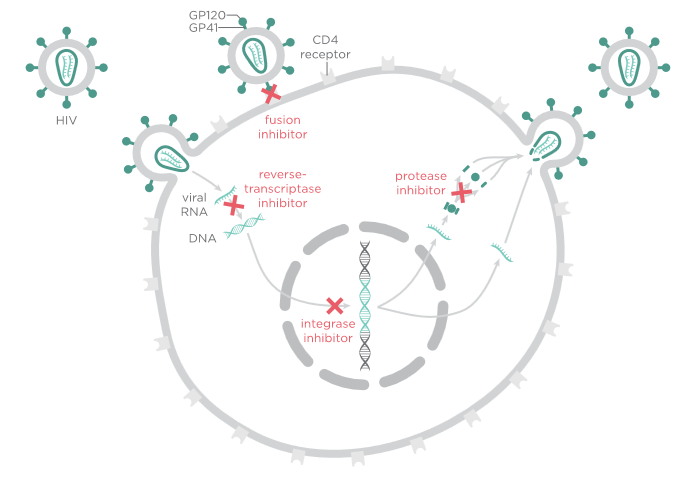 GP120
GP41
CD4
receptor
HIV
fusion
inhibitor
reverse-
transcriptase
inhibitor
protease
inhibitor
viral
RNA
DNA
integrase
inhibitor